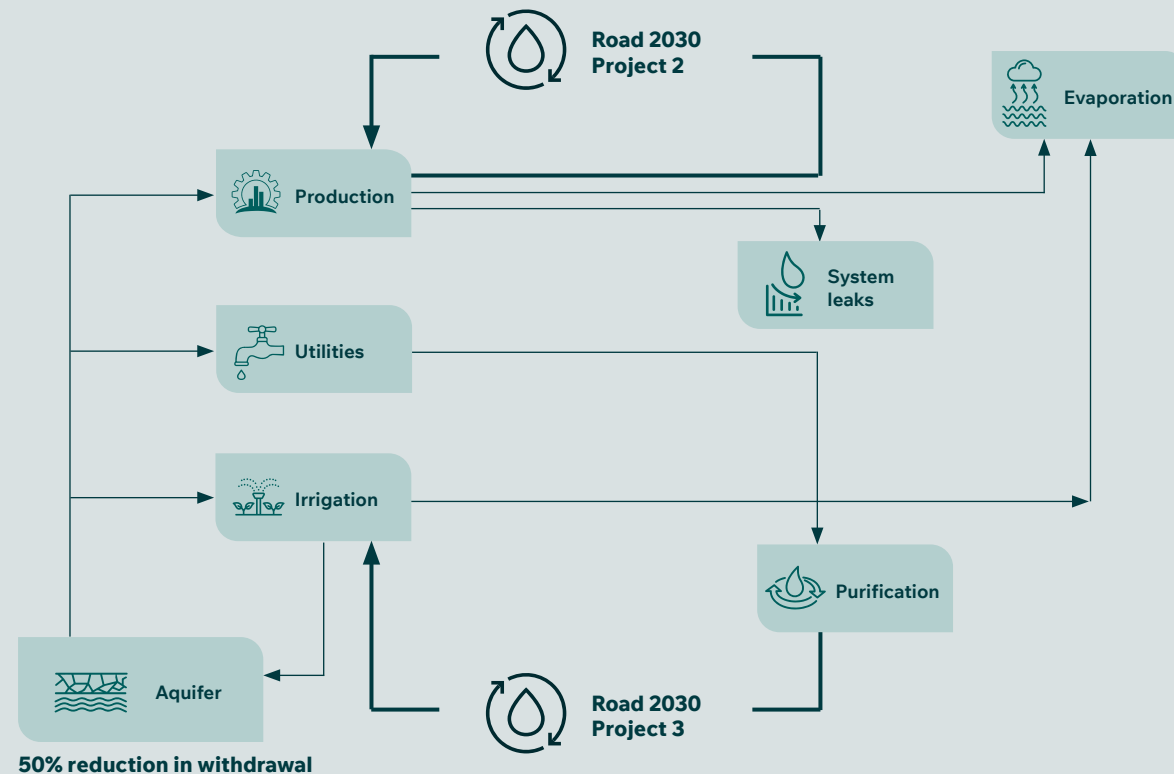 Road 2030
Project 2
Evaporation
Production
System
leaks
Utilities
Irrigation
Purification
Aquifer
Road 2030
Project 3
50% reduction in withdrawal